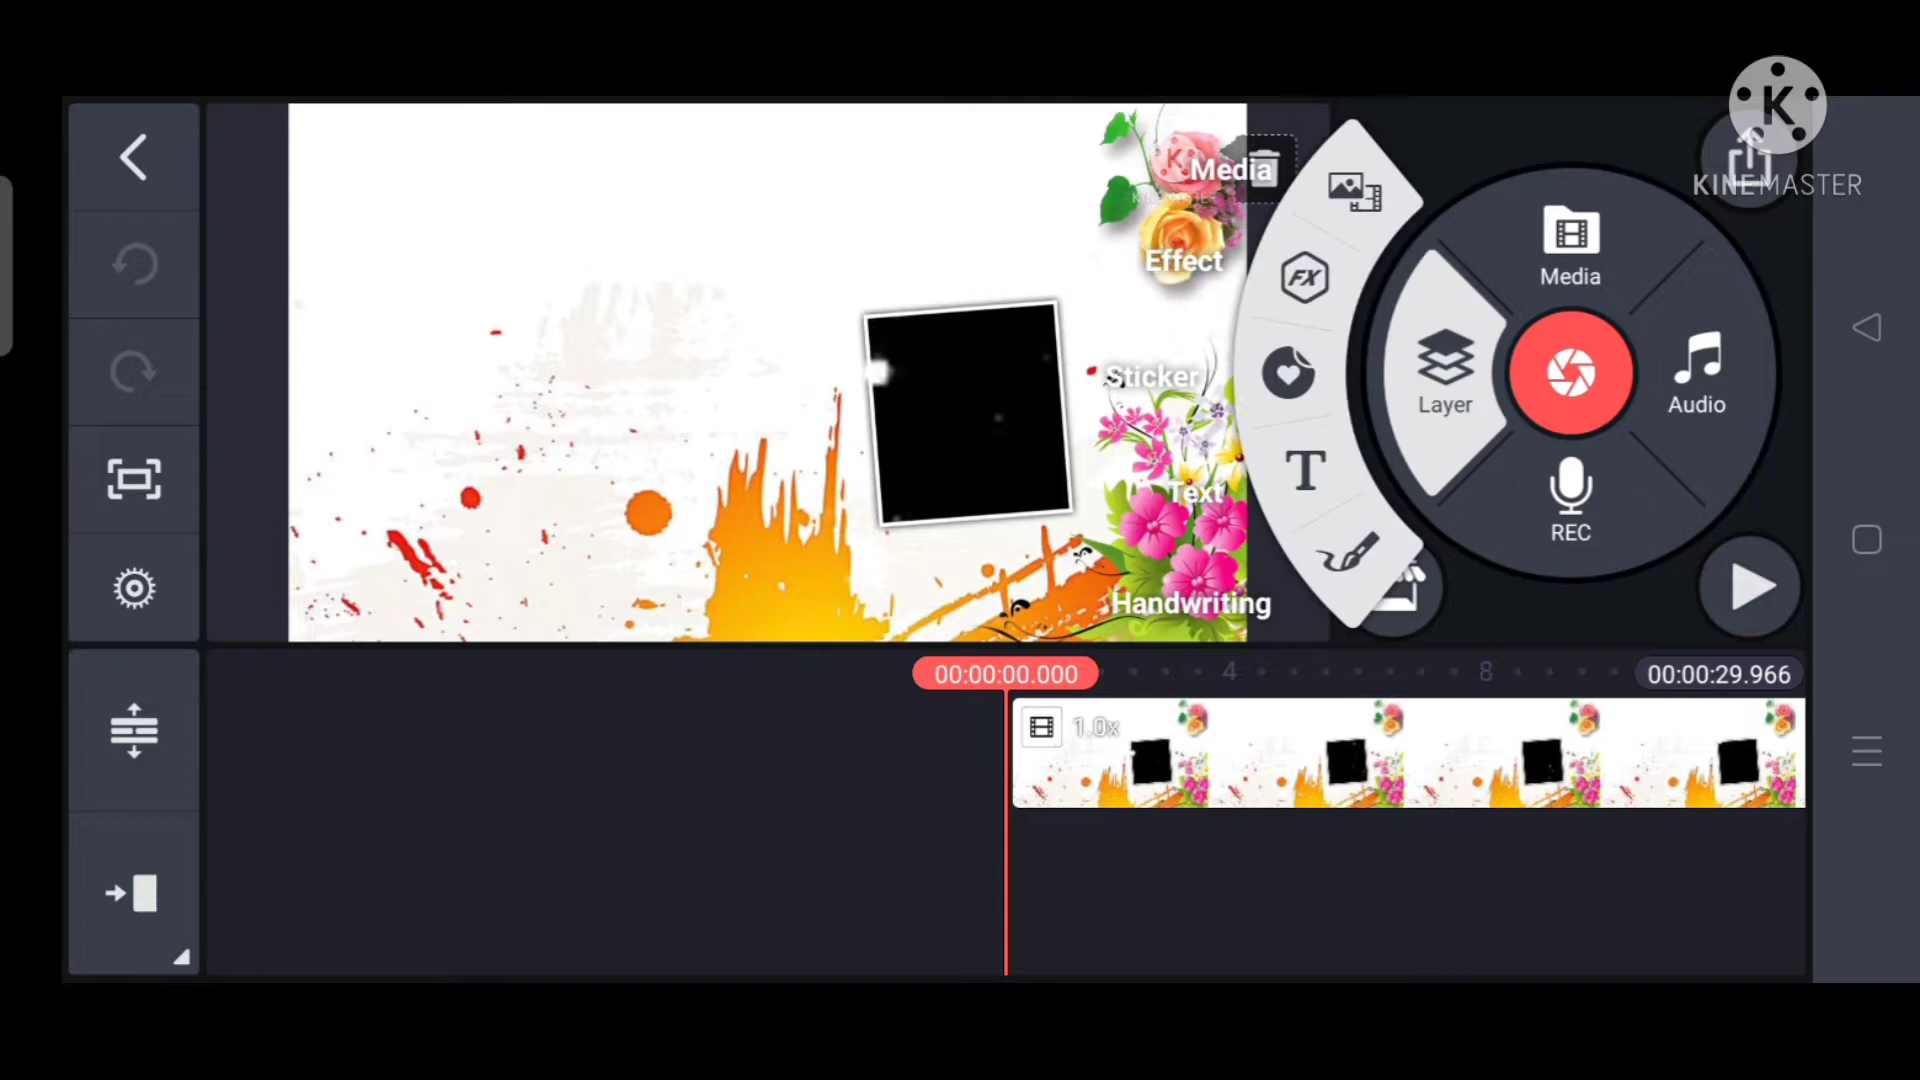 KINEMASTER
Media
Effect
Sticker
Text
Handwriting
FX
T
Media
Layer
Audio
REC
K
00:00:00.000
4
8
00:00:29.966
1.0x